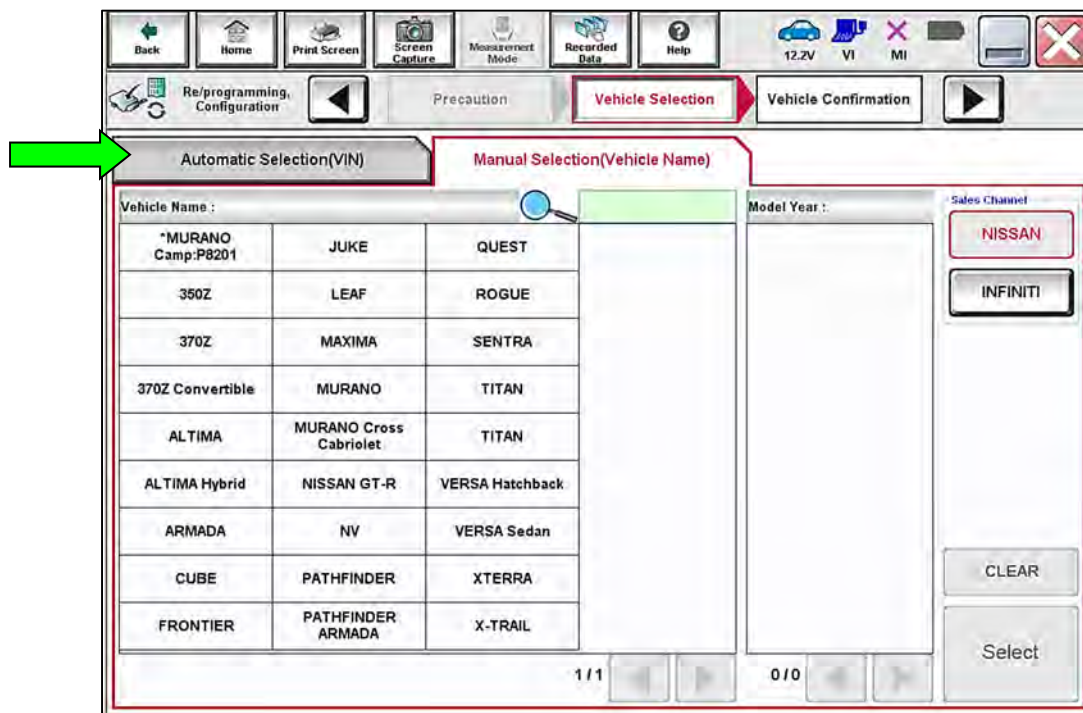 Back
Home
Print Screen
Screen
Capture
Measurement
Mode
Recorded
Data
Help
12.2V
VI
MI
Re/programming,
Configuration
Precaution
Vehicle Selection
Vehicle Confirmation
Automatic Selection(VIN)
Manual Selection(Vehicle Name)
Vehicle Name :
Model Year :
Sales Channel
*MURANO
Camp:P8201
JUKE
QUEST
NISSAN
350Z
LEAF
ROGUE
INFINITI
370Z
MAXIMA
SENTRA
370Z Convertible
MURANO
TITAN
ALTIMA
MURANO Cross
Cabriolet
TITAN
ALTIMA Hybrid
NISSAN GT-R
VERSA Hatchback
ARMADA
NV
VERSA Sedan
CUBE
PATHFINDER
XTERRA
CLEAR
FRONTIER
PATHFINDER
ARMADA
X-TRAIL
Select
1/1
0/0